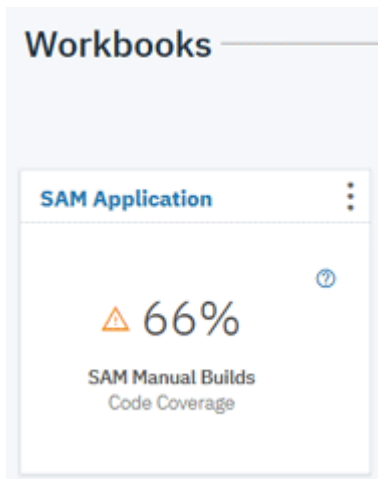 Workbooks
SAM Application
66%
SAM Manual Builds
Code Coverage